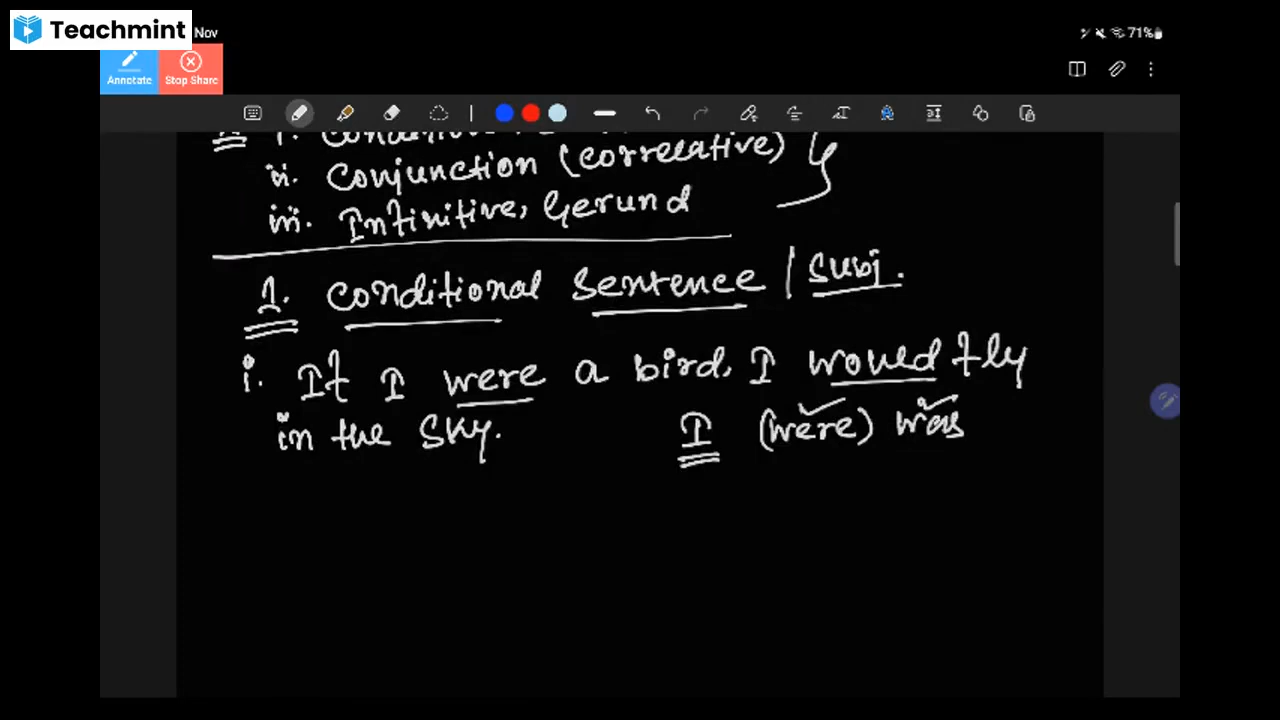 Teachmint
Nov
71%
Annotate
Stop Share
ii. Conjunction (correlative)
iii. Infinitive, Gerund
1. Conditional Sentence / Subj.
i. If I were a bird, I would fly
in the Sky.
I (were) was